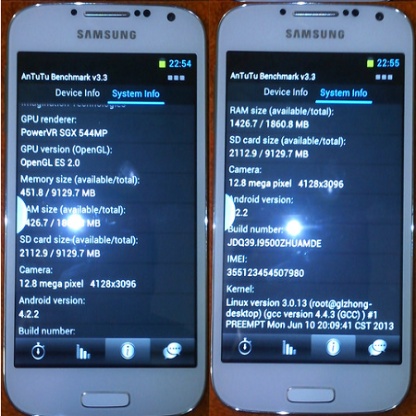 SAMSUNG
22:54
AnTuTu Benchmark v3.3
Device Info System Info
Imagination Technologies
GPU renderer:
PowerVR SGX 544MP
GPU version (OpenGL):
OpenGL ES 2.0
Memory size (available/total):
451.8 / 9129.7 MB
RAM size (available/total):
MB
SD card size (available/total):
2112.9 / 9129.7 MB
Camera:
12.8 mega pixel 4128x3096
Android version:
4.2.2
Build number:
SAMSUNG
22:55
AnTuTu Benchmark v3.3
Device Info System Info
RAM size (available/total):
1426.7 / 1860.8 MB
SD card size (available/total):
2112.9 / 9129.7 MB
Camera:
12.8 mega pixel 4128x3096
Android version:
2.2
Build number:
JDQ39.I9500ZHUAMDE
IMEI:
355123454507980
Kernel:
Linux version 3.0.13 (root@glzhong-
desktop) (gcc version 4.4.3 (GCC) ) #1
PREEMPT Mon Jun 10 20:09:41 CST 2013